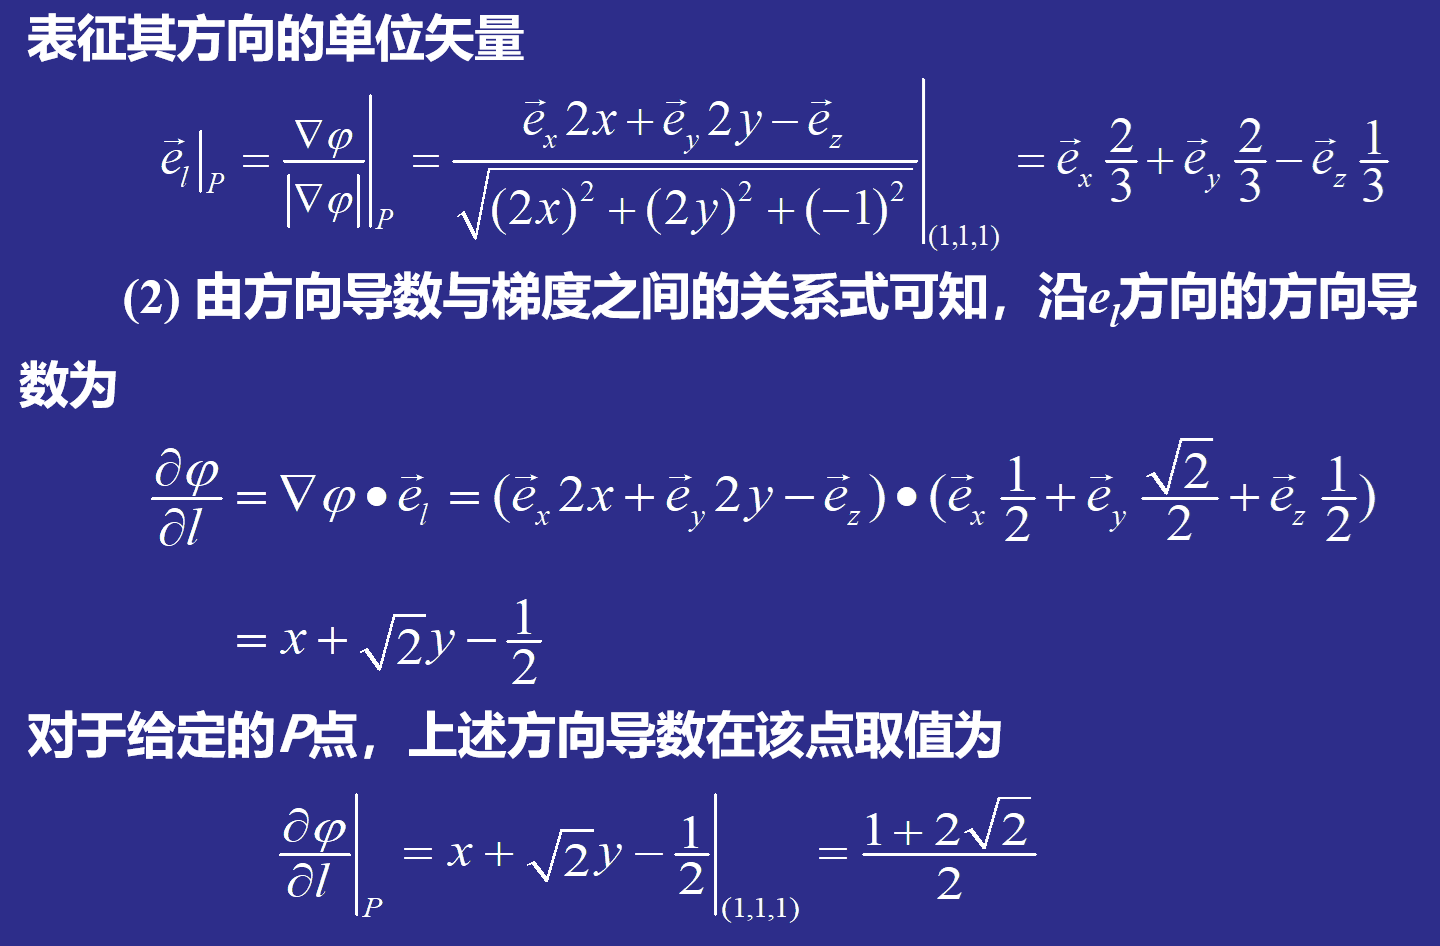 表征其方向的单位矢量
$\vec{e}_l|_P = \left.\frac{\nabla\varphi}{|\nabla\varphi|}\right|_P = \left.\frac{\vec{e}_x 2x + \vec{e}_y 2y - \vec{e}_z}{\sqrt{(2x)^2 + (2y)^2 + (-1)^2}}\right|_{(1,1,1)} = \vec{e}_x \frac{2}{3} + \vec{e}_y \frac{2}{3} - \vec{e}_z \frac{1}{3}$
(2) 由方向导数与梯度之间的关系式可知，沿$e_l$方向的方向导
数为
$\frac{\partial\varphi}{\partial l} = \nabla\varphi \bullet \vec{e}_l = (\vec{e}_x 2x + \vec{e}_y 2y - \vec{e}_z) \bullet (\vec{e}_x \frac{1}{2} + \vec{e}_y \frac{\sqrt{2}}{2} + \vec{e}_z \frac{1}{2})$
$= x + \sqrt{2}y - \frac{1}{2}$
对于给定的P点，上述方向导数在该点取值为
$\left.\frac{\partial\varphi}{\partial l}\right|_P = \left. x + \sqrt{2}y - \frac{1}{2}\right|_{(1,1,1)} = \frac{1 + 2\sqrt{2}}{2}$